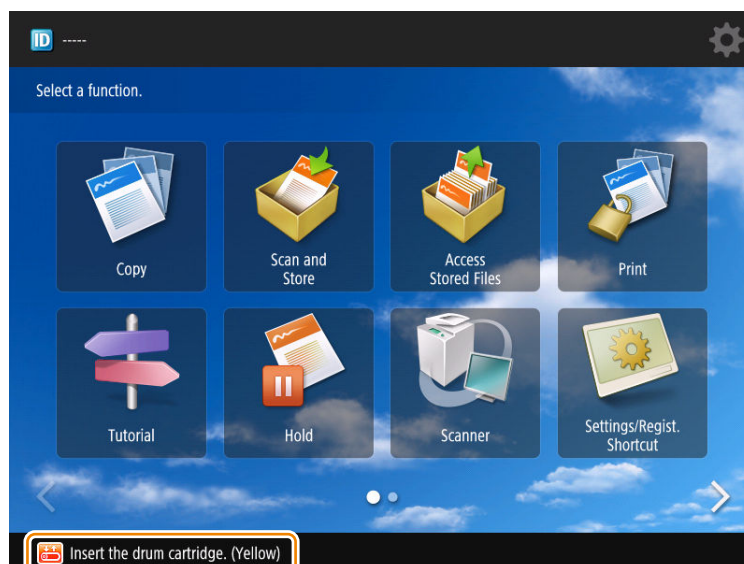 ID -----
Select a function.
Copy
Scan and
Store
Access
Stored Files
Print
Tutorial
Hold
Scanner
Settings/Regist.
Shortcut
Insert the drum cartridge. (Yellow)